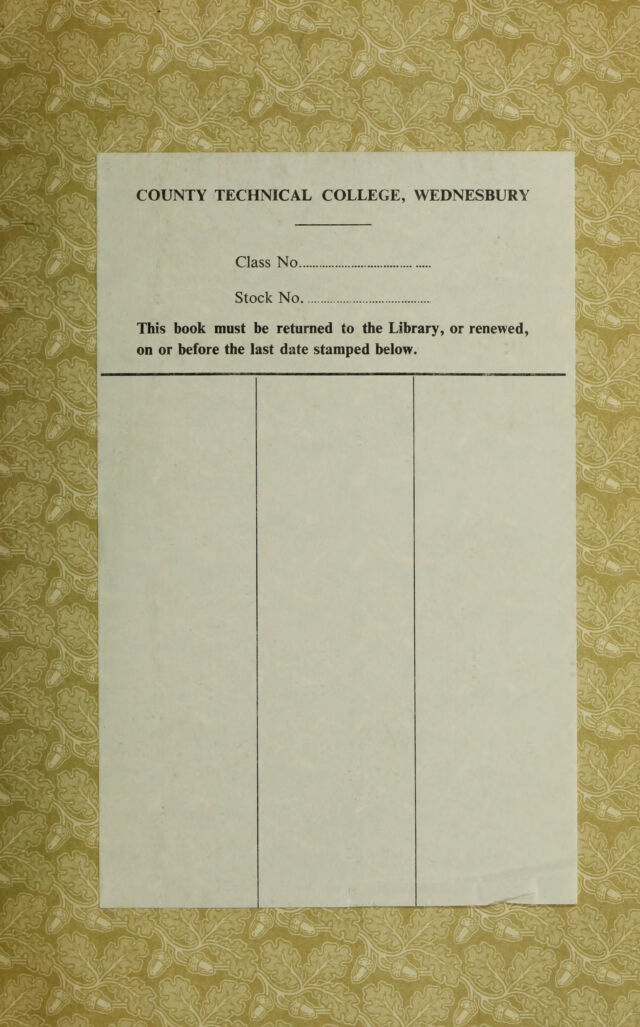 COUNTY TECHNICAL COLLEGE, WEDNESBURY
Class No.......................................
Stock No. ......................................
This book must be returned to the Library, or renewed,
on or before the last date stamped below.